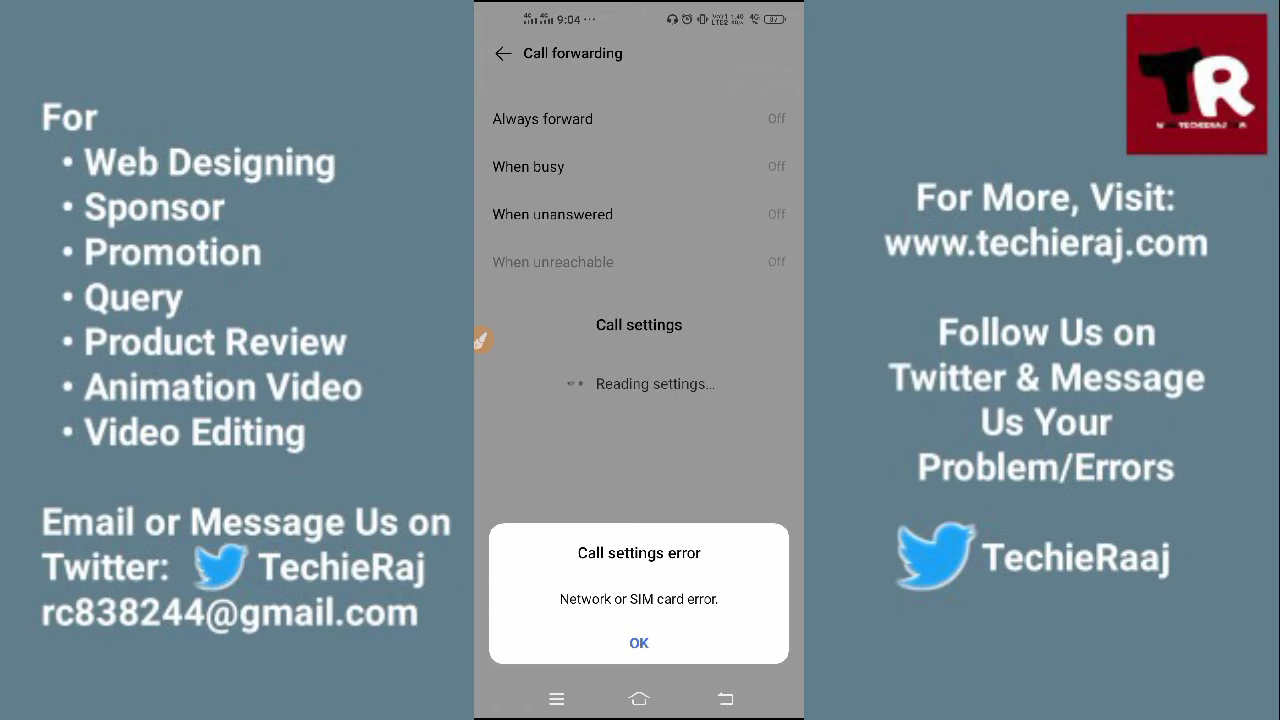 For
• Web Designing
• Sponsor
• Promotion
• Query
• Product Review
• Animation Video
• Video Editing
Email or Message Us on
Twitter: TechieRaj
rc838244@gmail.com
9:04 ···
37
Call forwarding
Always forward Off
When busy Off
When unanswered Off
When unreachable Off
Call settings
Reading settings...
Call settings error
Network or SIM card error.
OK
TR
For More, Visit:
www.techieraj.com
Follow Us on
Twitter & Message
Us Your
Problem/Errors
TechieRaaj